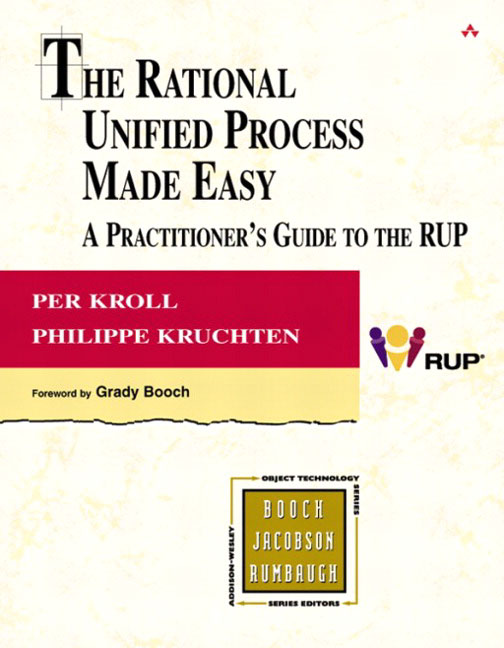 THE RATIONAL
UNIFIED PROCESS
MADE EASY
A PRACTITIONER'S GUIDE TO THE RUP
PER KROLL
PHILIPPE KRUCHTEN
RUP®
Foreword by Grady Booch
OBJECT TECHNOLOGY
SERIES
BOOCH
JACOBSON
RUMBAUGH
ADDISON-WESLEY
SERIES EDITORS